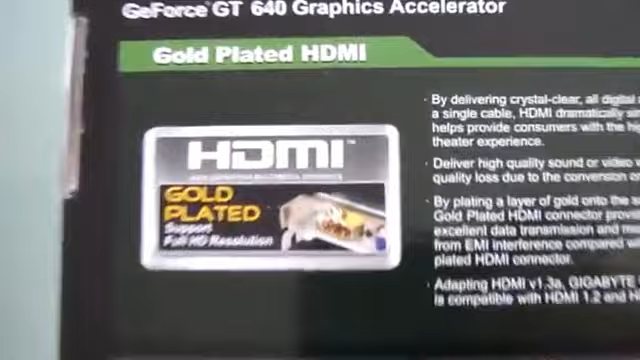 GeForce GT 640 Graphics Accelerator
Gold Plated HDMI
· By delivering crystal-clear, all digital
a single cable, HDMI dramatically
helps provide consumers with the
theater experience.
· Deliver high quality sound or video
quality loss due to the conversion
· By plating a layer of gold onto the
Gold Plated HDMI connector
excellent data transmission and
from EMI interference compared
plated HDMI connector.
· Adapting HDMI v1.3a, GIGABYTE
is compatible with HDMI 1.2 and
HDMI™
GOLD
PLATED
Support
Full HD Resolution